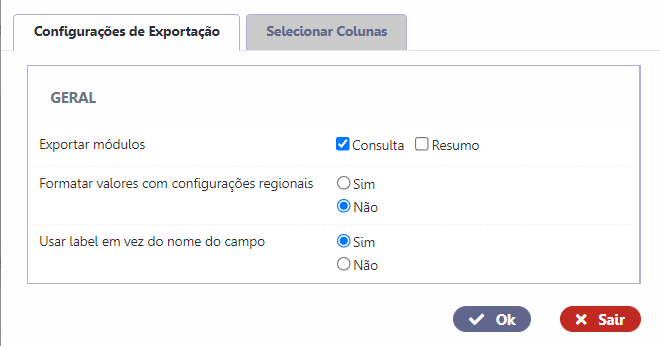 Configurações de Exportação
Selecionar Colunas
GERAL
Exportar módulos
Consulta
Resumo
Formatar valores com configurações regionais
Sim
Não
Usar label em vez do nome do campo
Sim
Não
Ok
Sair